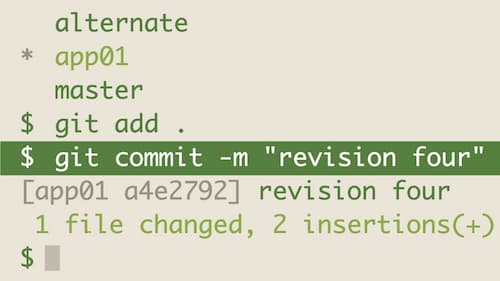 alternate
* app01
master
$ git add .
$ git commit -m "revision four"
[app01 a4e2792] revision four
1 file changed, 2 insertions(+)
$